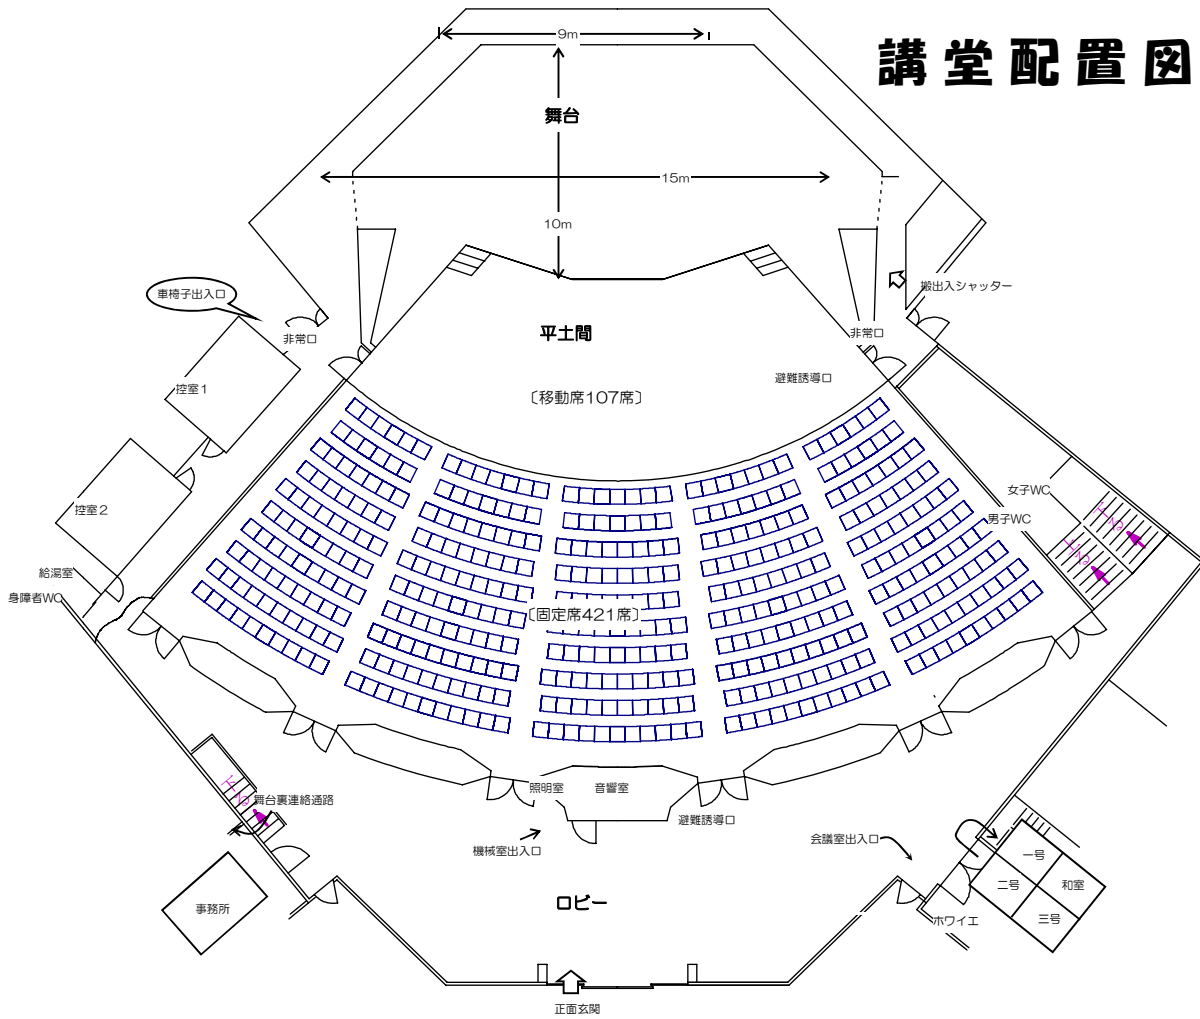 講堂配置図
9m
舞台
15m
10m
車椅子出入口
搬出入シャッター
非常口
平土間
非常口
避難誘導口
控室1
〔移動席107席〕
女子WC
控室2
男子WC
給湯室
身障者WC
〔固定席421席〕
照明室
音響室
舞台裏連絡通路
避難誘導口
機械室出入口
会議室出入口
一号
二号
和室
ロビー
事務所
ホワイエ
三号
正面玄関